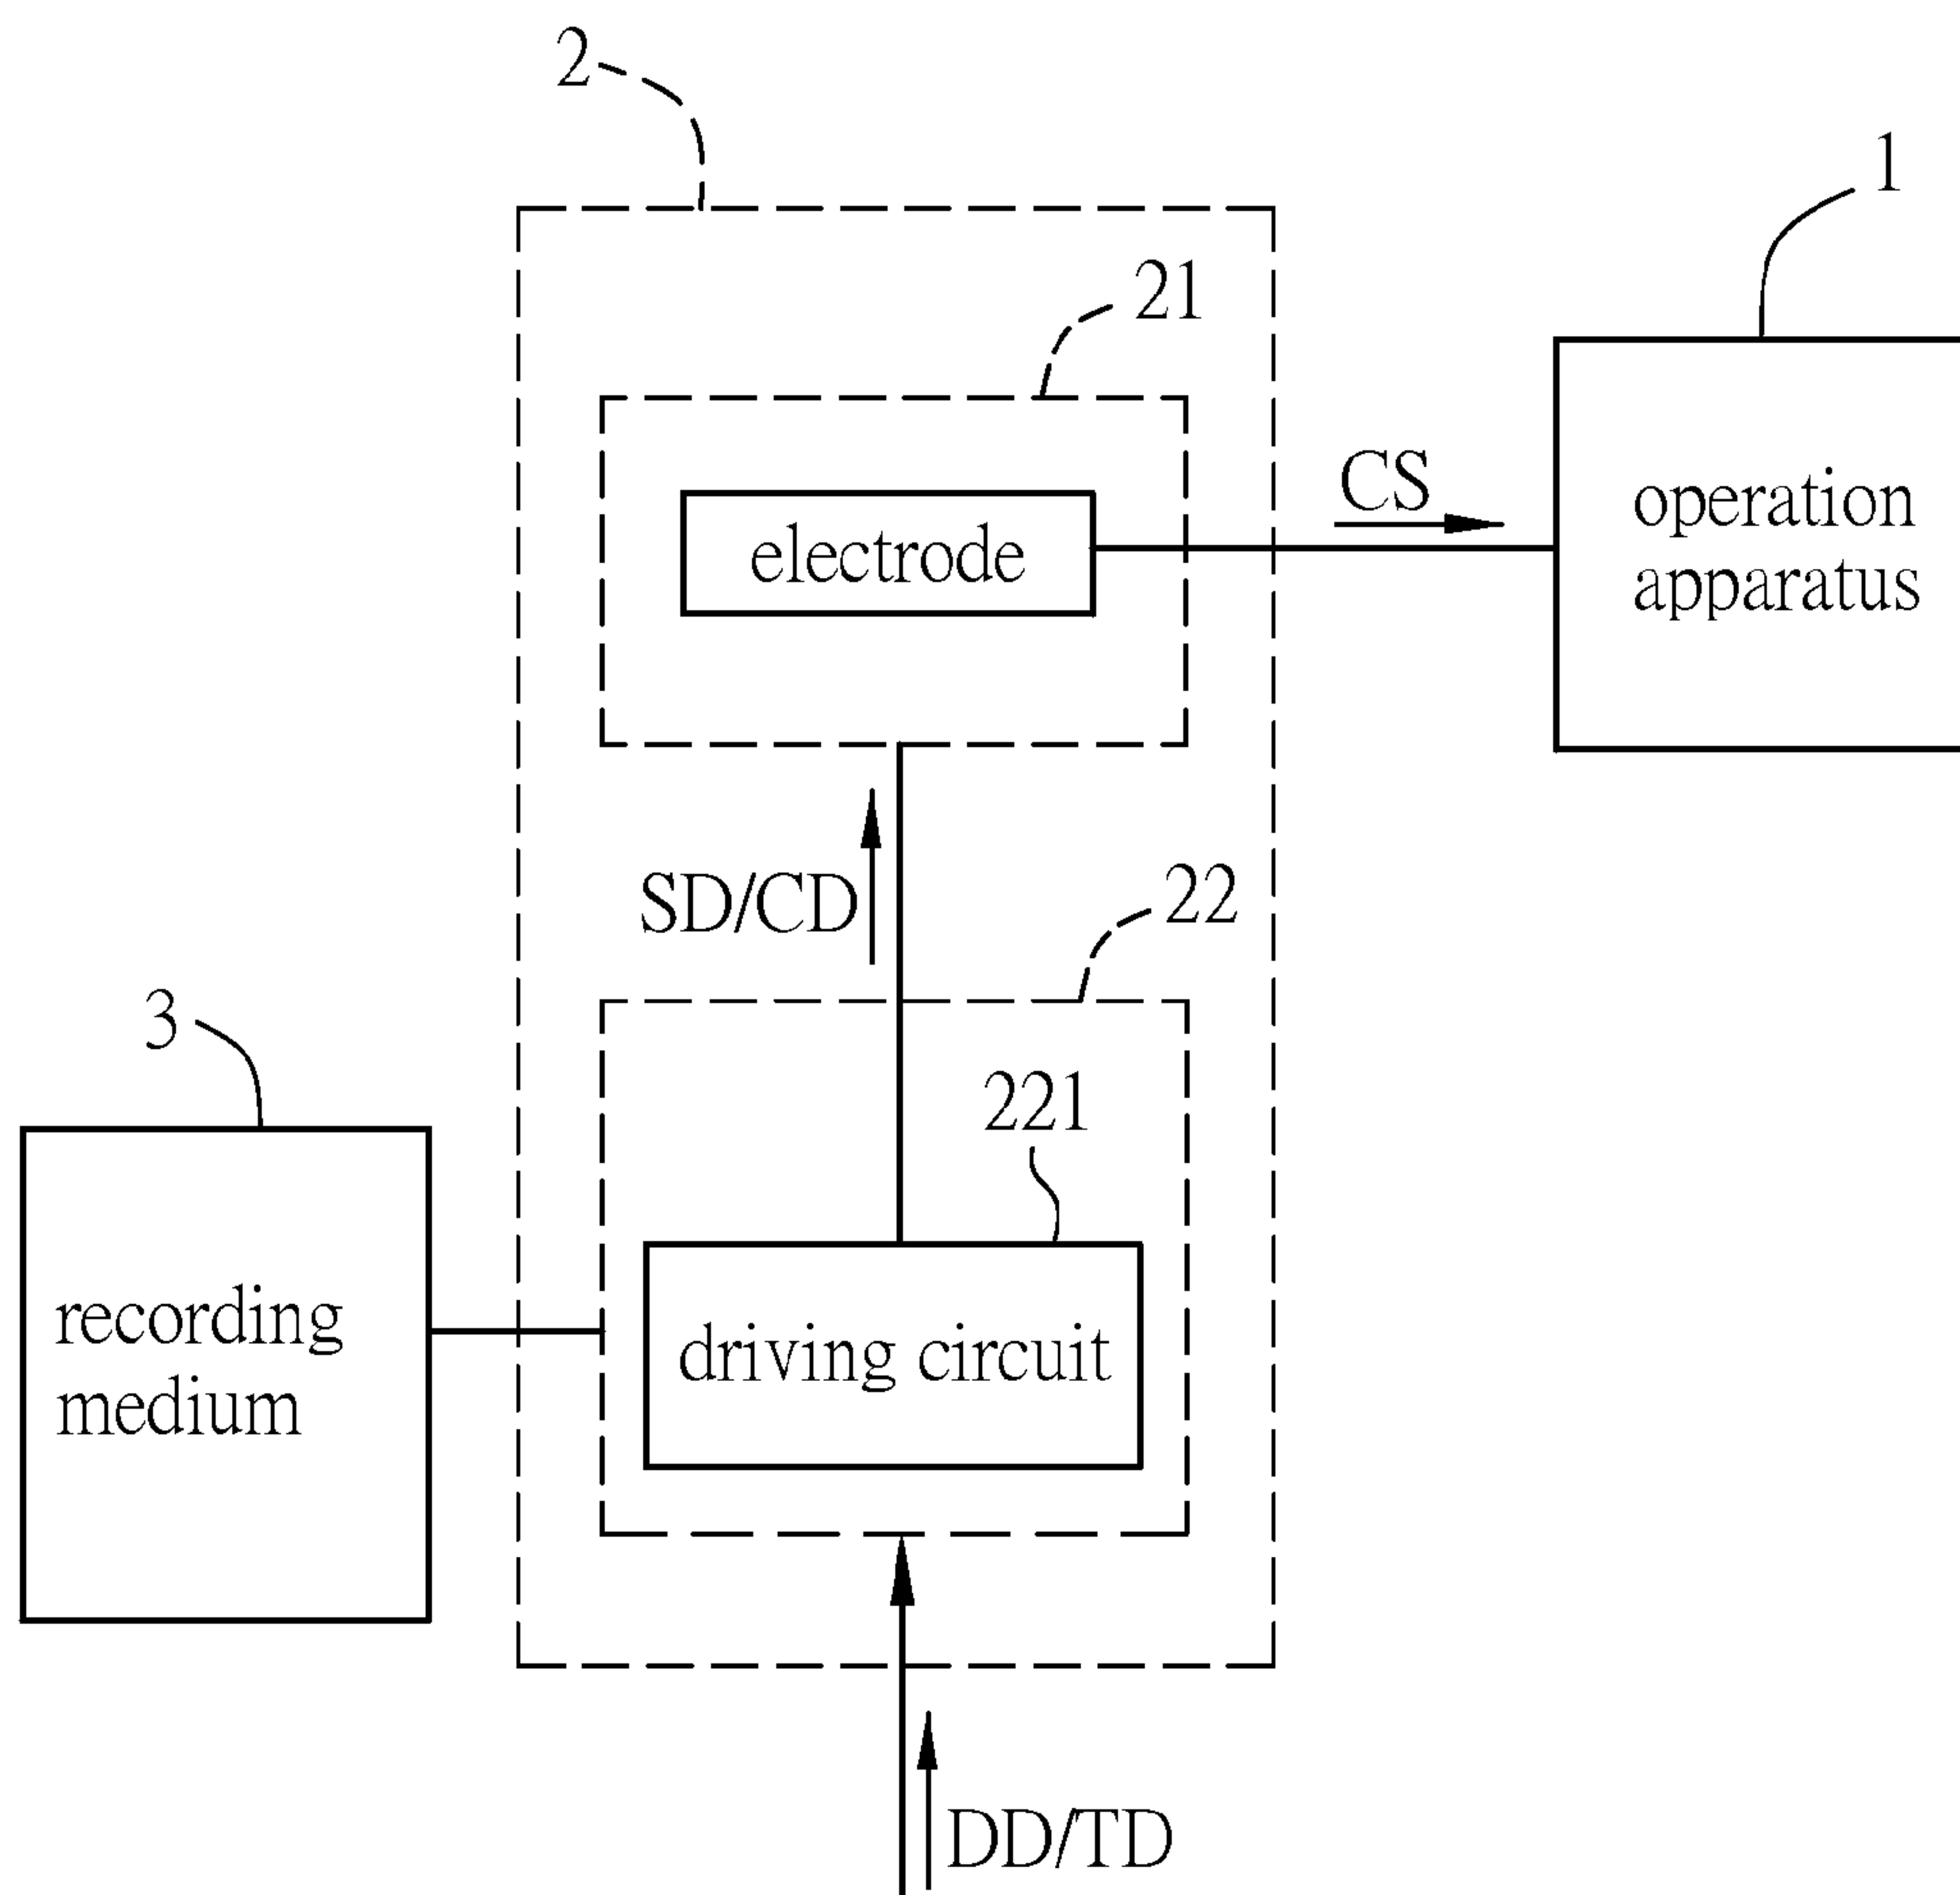 2
1
21
electrode
CS
operation
apparatus
SD/CD
22
3
221
recording
medium
driving circuit
DD/TD